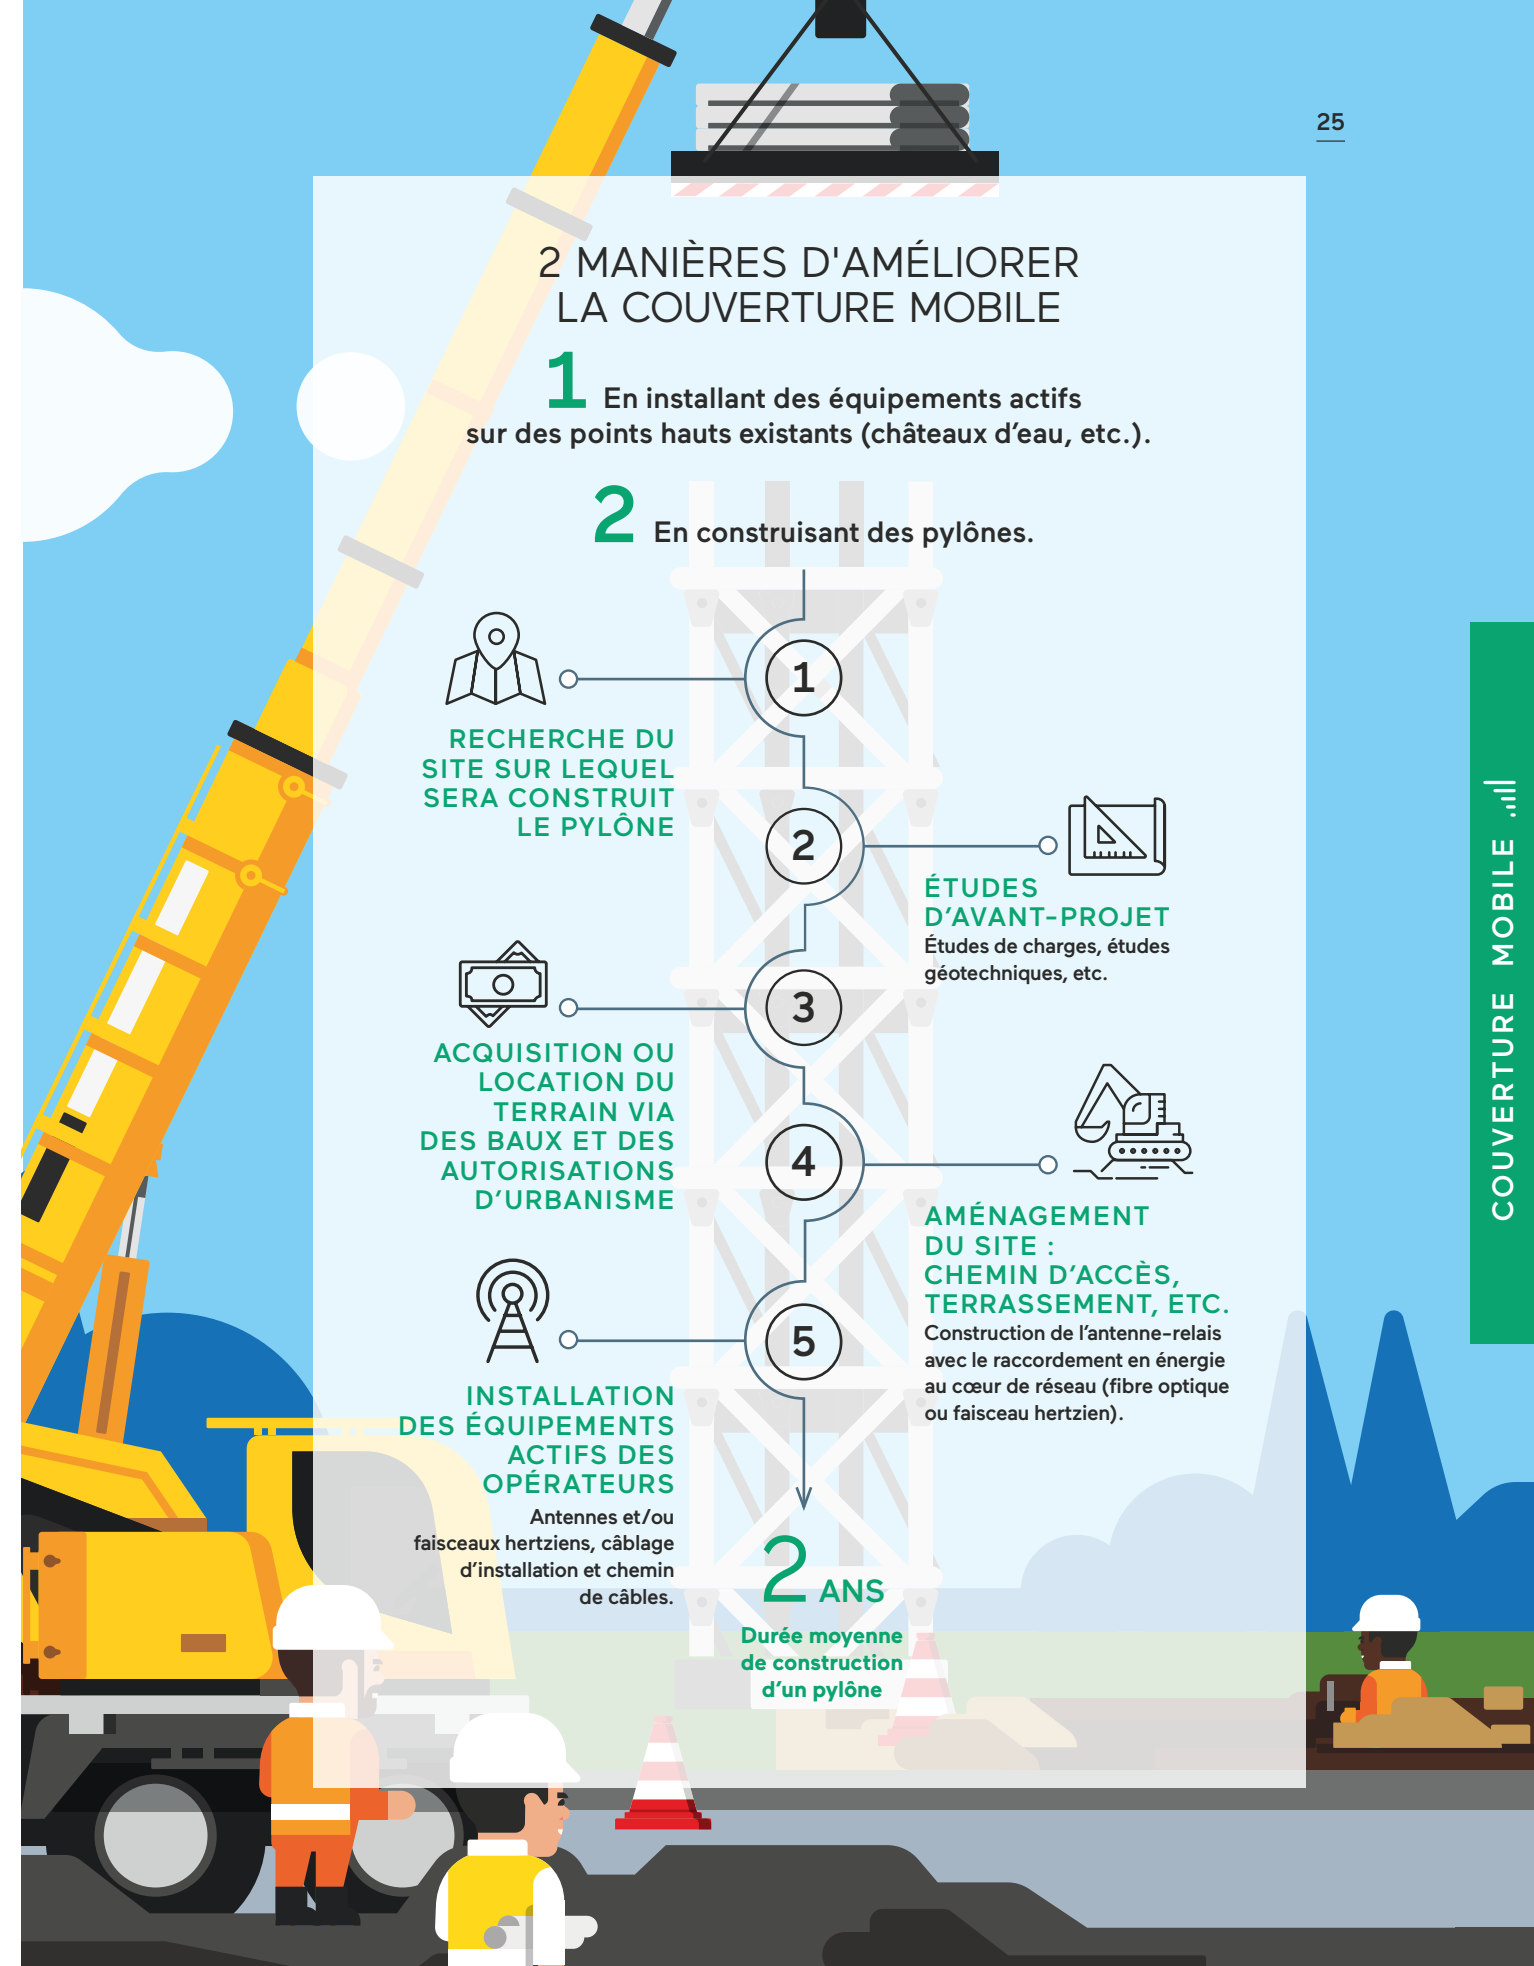 25
2 MANIÈRES D'AMÉLIORER
LA COUVERTURE MOBILE
1 En installant des équipements actifs
sur des points hauts existants (châteaux d’eau, etc.).
2 En construisant des pylônes.
1
RECHERCHE DU
SITE SUR LEQUEL
SERA CONSTRUIT
LE PYLÔNE
2
ÉTUDES
D’AVANT-PROJET
Études de charges, études
géotechniques, etc.
3
ACQUISITION OU
LOCATION DU
TERRAIN VIA
DES BAUX ET DES
AUTORISATIONS
D’URBANISME
4
AMÉNAGEMENT
DU SITE :
CHEMIN D’ACCÈS,
TERRASSEMENT, ETC.
Construction de l’antenne-relais
avec le raccordement en énergie
au cœur de réseau (fibre optique
ou faisceau hertzien).
5
INSTALLATION
DES ÉQUIPEMENTS
ACTIFS DES
OPÉRATEURS
Antennes et/ou
faisceaux hertziens, câblage
d’installation et chemin
de câbles.
2 ANS
Durée moyenne
de construction
d’un pylône
COUVERTURE MOBILE